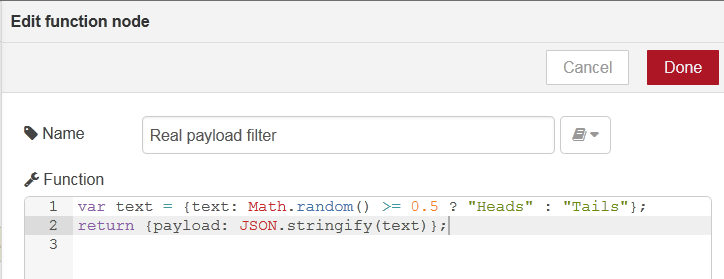 Edit function node
Cancel
Done
Name
Real payload filter
Function
1 var text = {text: Math.random() >= 0.5 ? "Heads" : "Tails"};
2 return {payload: JSON.stringify(text)};
3